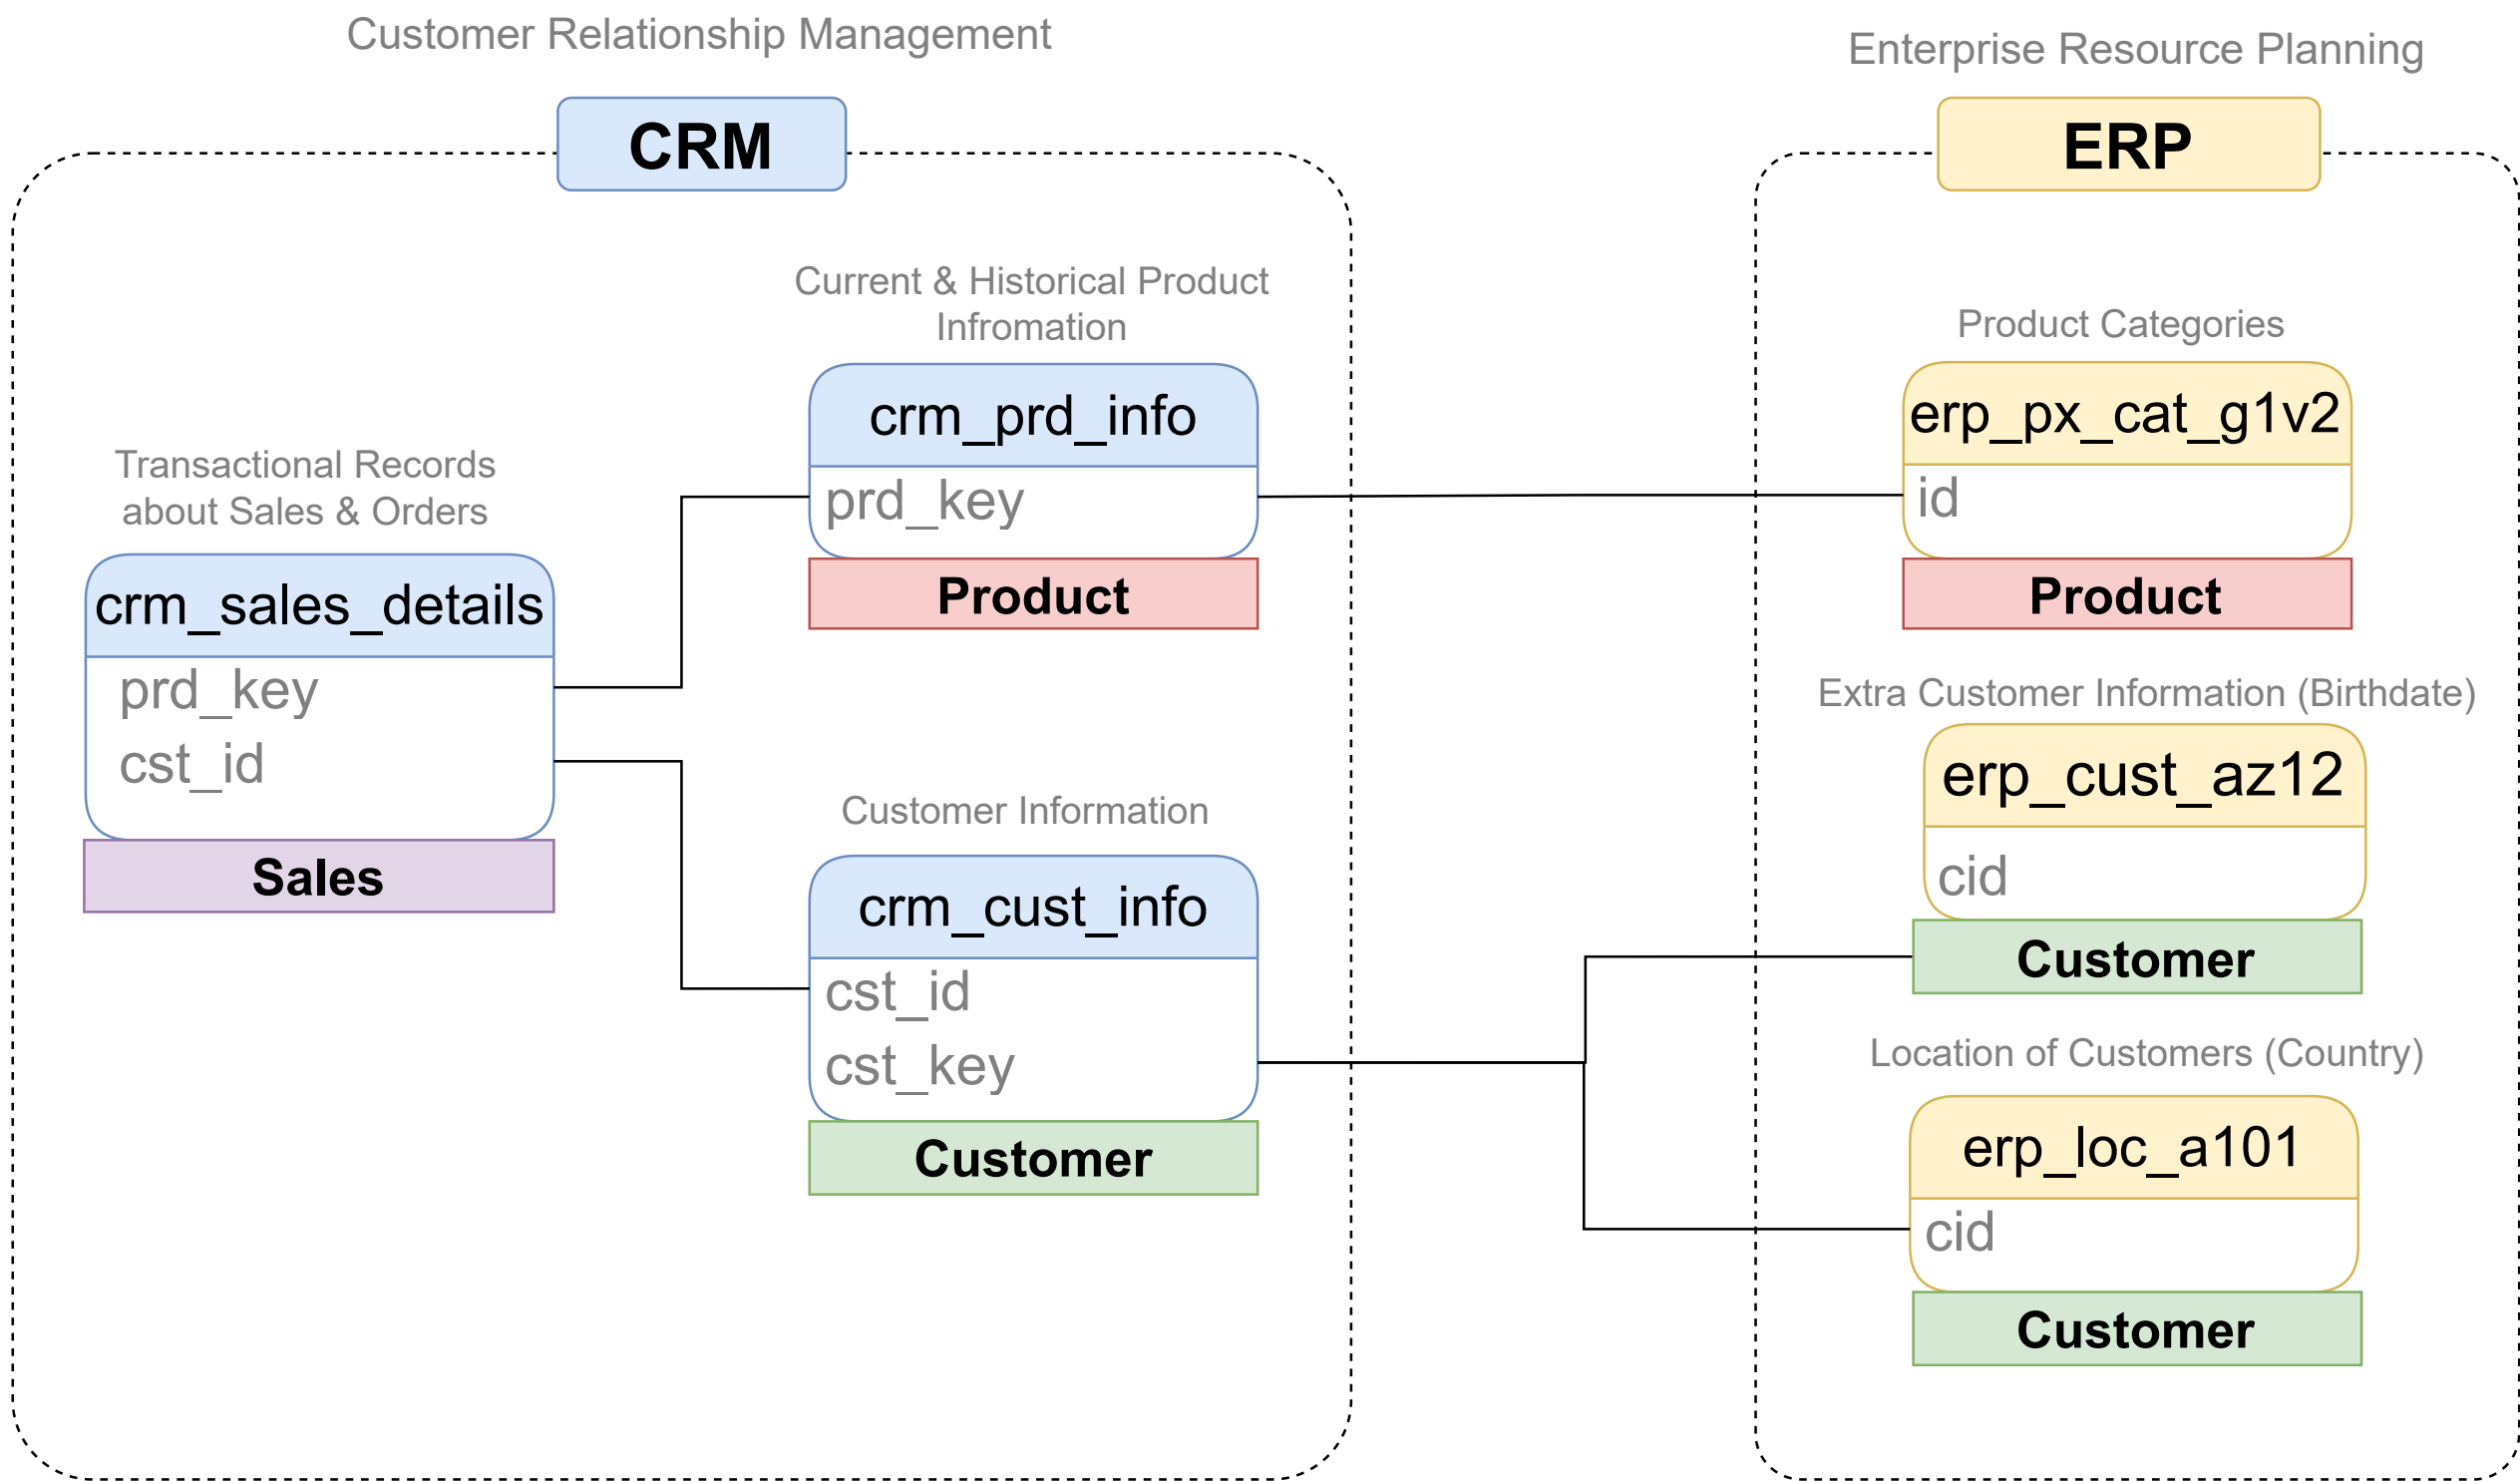 Customer Relationship Management
CRM
Transactional Records
about Sales & Orders
crm_sales_details
prd_key
cst_id
Sales
Current & Historical Product
Infromation
crm_prd_info
prd_key
Product
Customer Information
crm_cust_info
cst_id
cst_key
Customer
Enterprise Resource Planning
ERP
Product Categories
erp_px_cat_g1v2
id
Product
Extra Customer Information (Birthdate)
erp_cust_az12
cid
Customer
Location of Customers (Country)
erp_loc_a101
cid
Customer